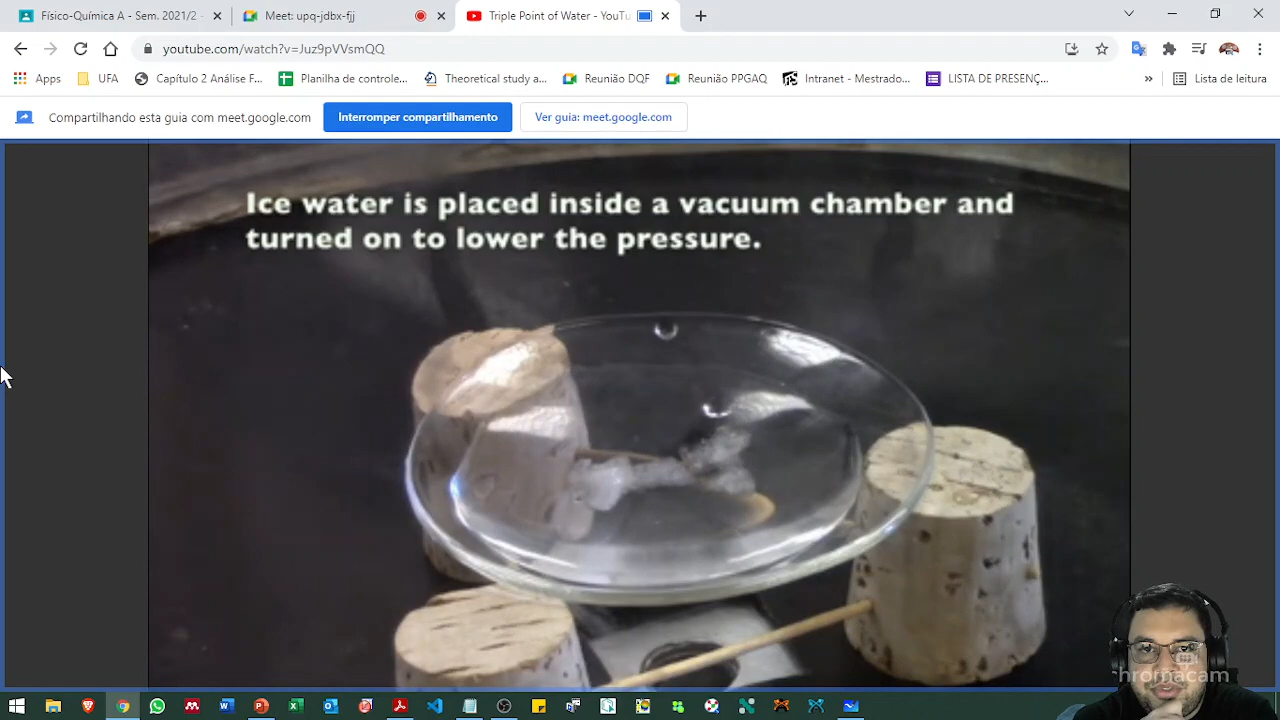 Físico-Química A - Sem. 2021/2 -
Meet: upq-jdbx-fjj
Triple Point of Water - YouTu
youtube.com/watch?v=Juz9pVVsmQQ
Apps
UFA
Capítulo 2 Análise F...
Planilha de controle...
Theoretical study a...
Reunião DQF
Reunião PPGAQ
Intranet - Mestrado...
LISTA DE PRESENÇ...
»
Lista de leitura
Compartilhando esta guia com meet.google.com
Interromper compartilhamento
Ver guia: meet.google.com
Ice water is placed inside a vacuum chamber and
turned on to lower the pressure.
hromacam